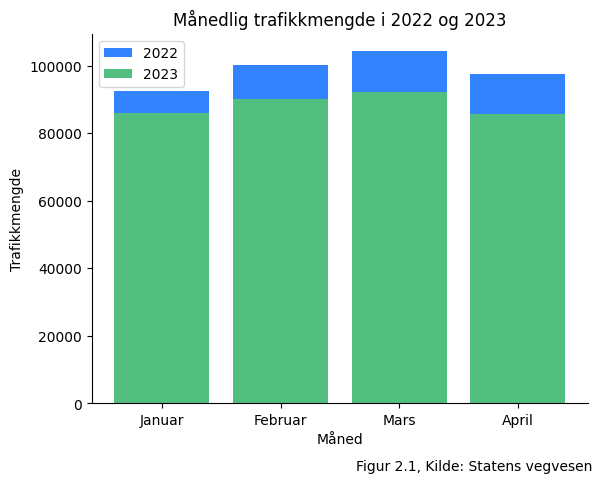 Månedlig trafikkmengde i 2022 og 2023
2022
2023
100000
80000
60000
40000
20000
0
Trafikkmengde
Januar Februar Mars April
Måned
Figur 2.1, Kilde: Statens vegvesen